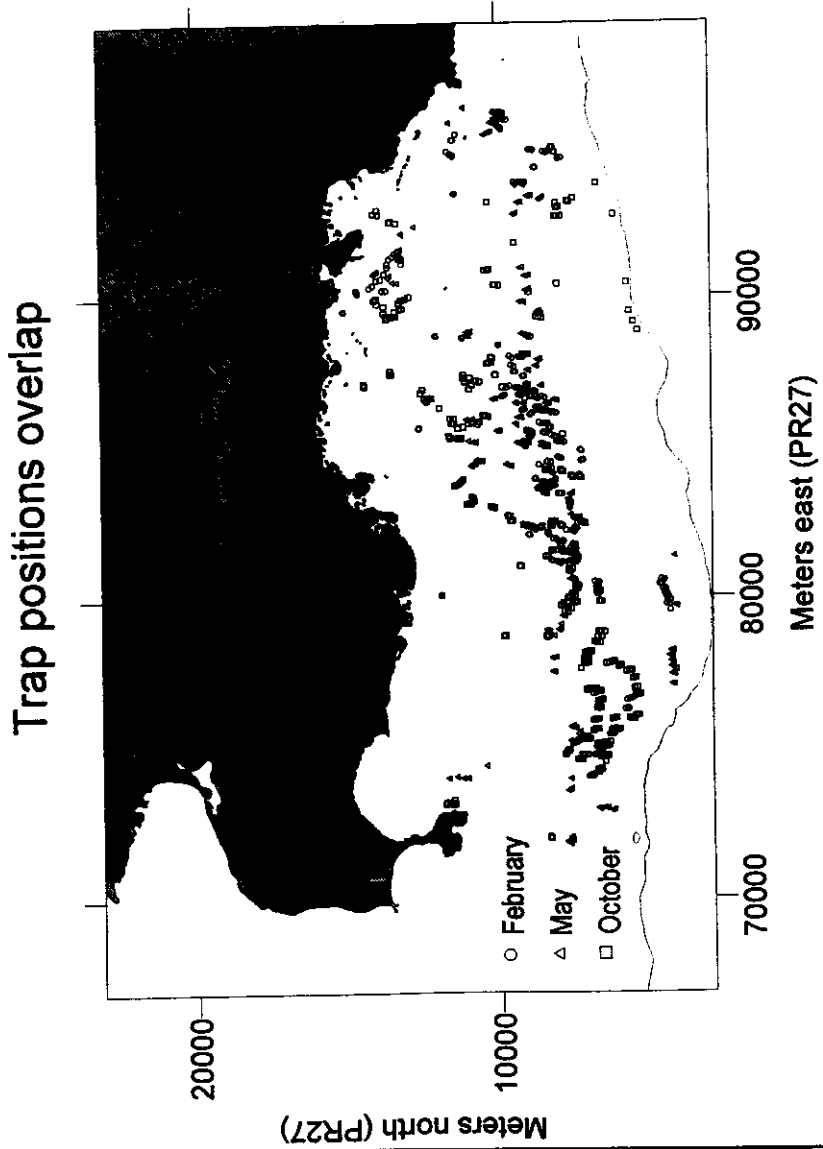 Trap positions overlap
20000
10000
Meters north (PR27)
○ February
△ May
□ October
70000
80000
90000
Meters east (PR27)